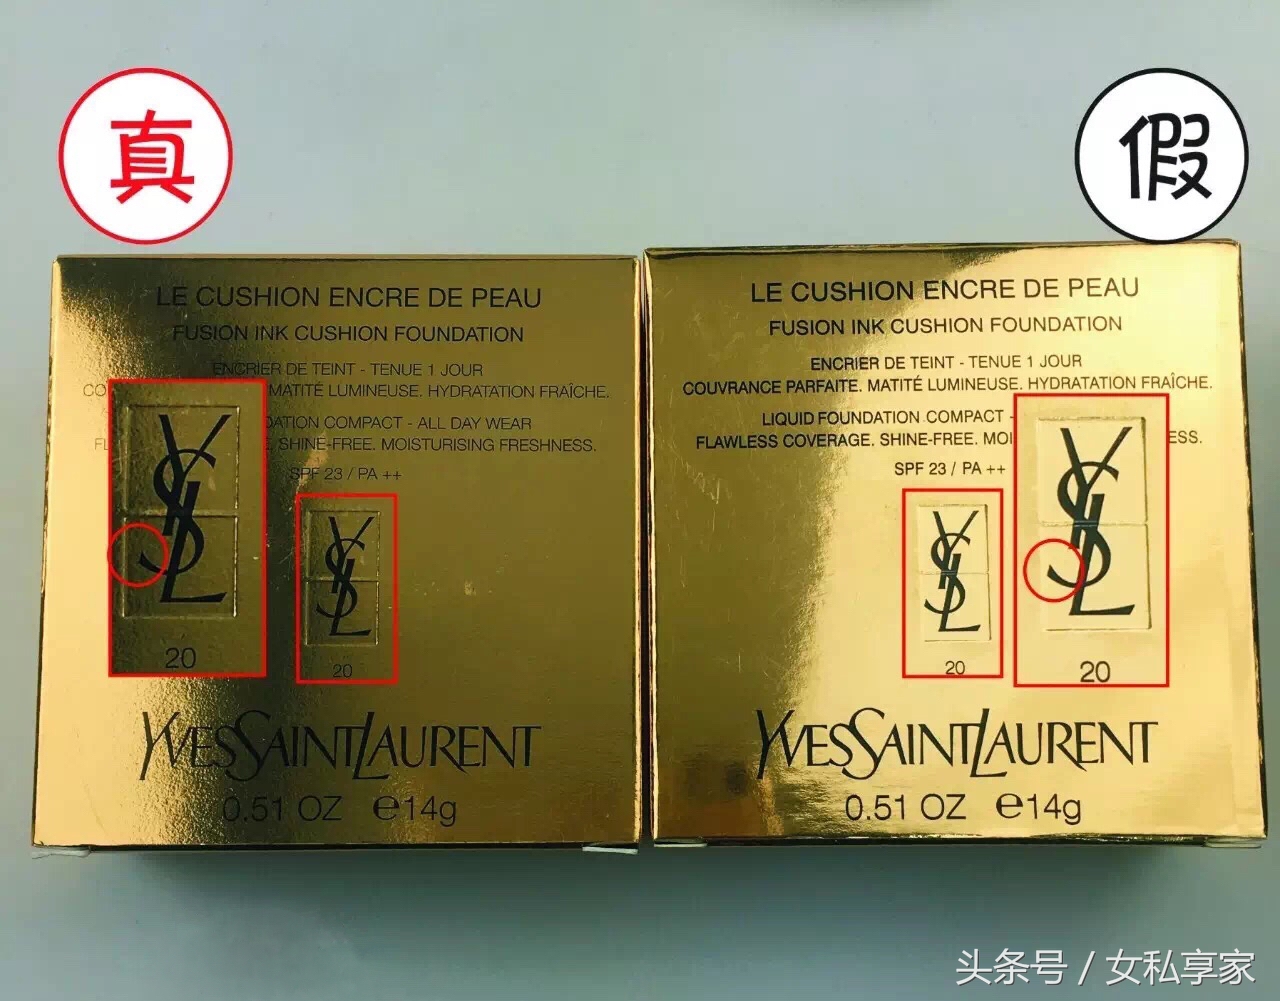 真
假
LE CUSHION ENCRE DE PEAU
FUSION INK CUSHION FOUNDATION
ENCRIER DE TEINT - TENUE 1 JOUR
MATITÉ LUMINEUSE. HYDRATATION FRAÎCHE.
COMPACT - ALL DAY WEAR
SHINE-FREE. MOISTURISING FRESHNESS.
SPF 23 / PA ++
YSL
20
YSL
20
YVESSAINTLAURENT
0.51 OZ ℮14g
LE CUSHION ENCRE DE PEAU
FUSION INK CUSHION FOUNDATION
ENCRIER DE TEINT - TENUE 1 JOUR
COUVRANCE PARFAITE. MATITÉ LUMINEUSE. HYDRATATION FRAÎCHE.
LIQUID FOUNDATION COMPACT -
FLAWLESS COVERAGE. SHINE-FREE.
SPF 23 / PA ++
YSL
20
YSL
20
YVESSAINTLAURENT
0.51 OZ ℮14g
头条号 / 女私享家